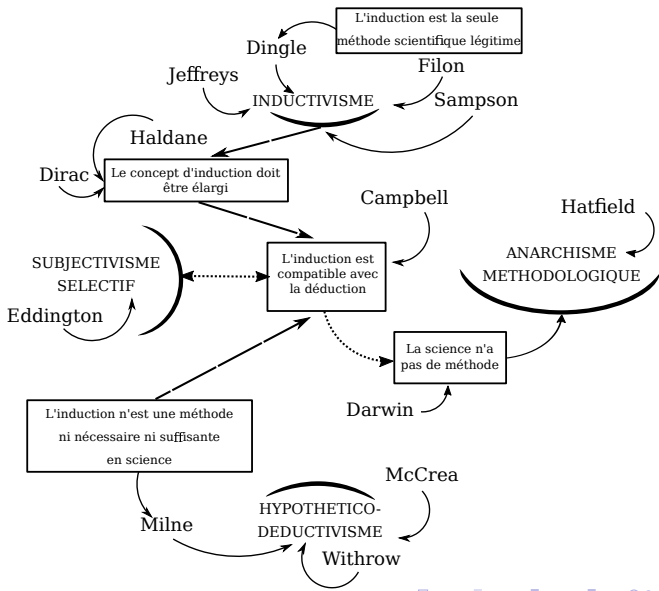 L'induction est la seule
méthode scientifique légitime
Dingle
Filon
Jeffreys
INDUCTIVISME
Sampson
Haldane
Dirac
Le concept d'induction doit
être élargi
Campbell
Hatfield
L'induction est
compatible avec
la déduction
ANARCHISME
METHODOLOGIQUE
SUBJECTIVISME
SELECTIF
Eddington
La science n'a
pas de méthode
Darwin
L'induction n'est une méthode
ni nécessaire ni suffisante
en science
McCrea
Milne
HYPOTHETICO-
DEDUCTIVISME
Withrow